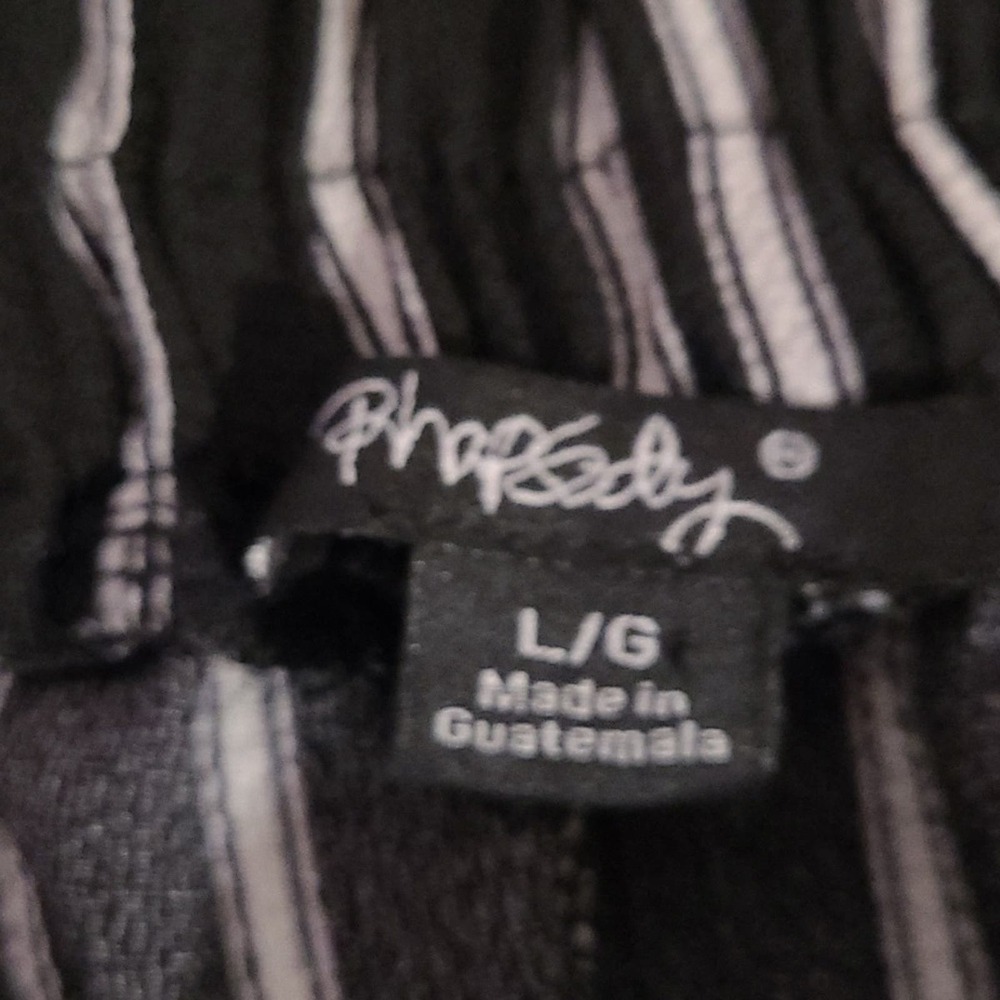 Rhapsody ®
L/G
Made in
Guatemala